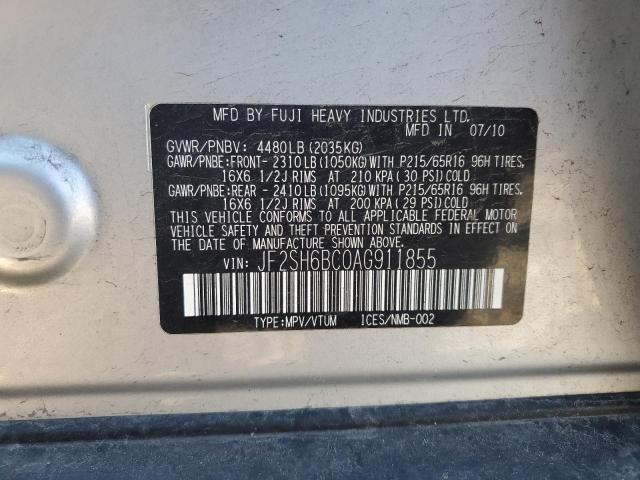 MFD BY FUJI HEAVY INDUSTRIES LTD.
GVWR/PNBV: 4480LB(2035KG) MFD IN 07/10
GAWR/PNBE:FRONT- 2310LB(1050KG)WITH P215/65R16 96H TIRES,
16X6 1/2J RIMS AT 210 KPA( 30 PSI)COLD
GAWR/PNBE:REAR - 2410LB(1095KG)WITH P215/65R16 96H TIRES,
16X6 1/2J RIMS AT 200 KPA( 29 PSI)COLD
THIS VEHICLE CONFORMS TO ALL APPLICABLE FEDERAL MOTOR
VEHICLE SAFETY AND THEFT PREVENTION STANDARDS IN EFFECT
ON THE DATE OF MANUFACTURE SHOWN ABOVE.
VIN: JF2SH6BC0AG911855
TYPE:MPV/VTUM ICES/NMB-002